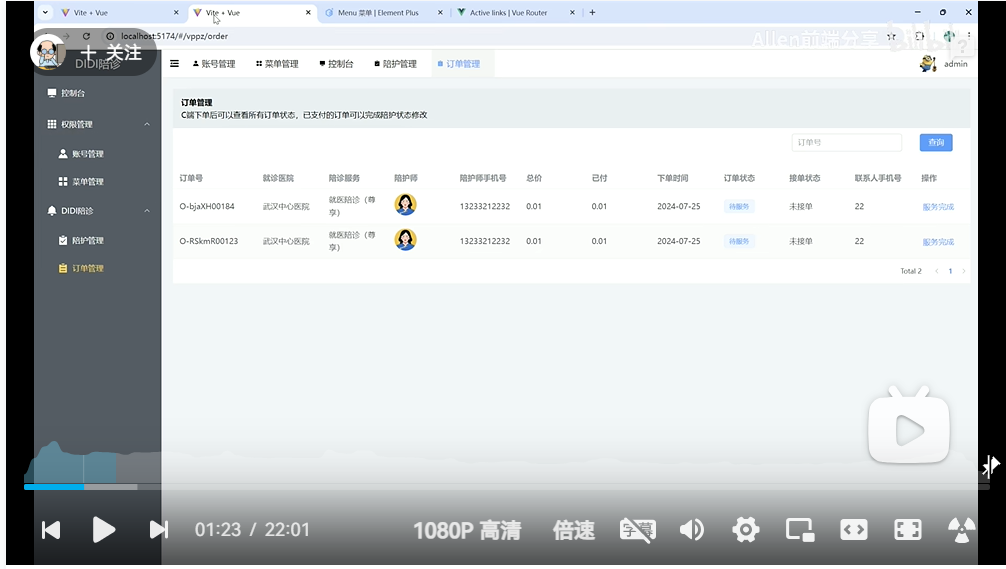 Vite + Vue
Vite + Vue
Menu 菜单 | Element Plus
Active links | Vue Router
localhost:5174/#/vppz/order
Allen前端分享
关注
DIDI陪诊
账号管理
菜单管理
控制台
陪护管理
订单管理
admin
控制台
权限管理
账号管理
菜单管理
DIDI陪诊
陪护管理
订单管理
订单管理
C端下单后可以查看所有订单状态，已支付的订单可以完成陪护状态修改
订单号
查询
订单号 就诊医院 陪诊服务 陪护师 陪护师手机号 总价 已付 下单时间 订单状态 接单状态 联系人手机号 操作
O-bjaXH00184 武汉中心医院 就医陪诊（尊享） 13233212232 0.01 0.01 2024-07-25 待服务 未接单 22 服务完成
O-RSkmR00123 武汉中心医院 就医陪诊（尊享） 13233212232 0.01 0.01 2024-07-25 待服务 未接单 22 服务完成
Total 2
1
01:23 / 22:01
1080P 高清
倍速
字幕